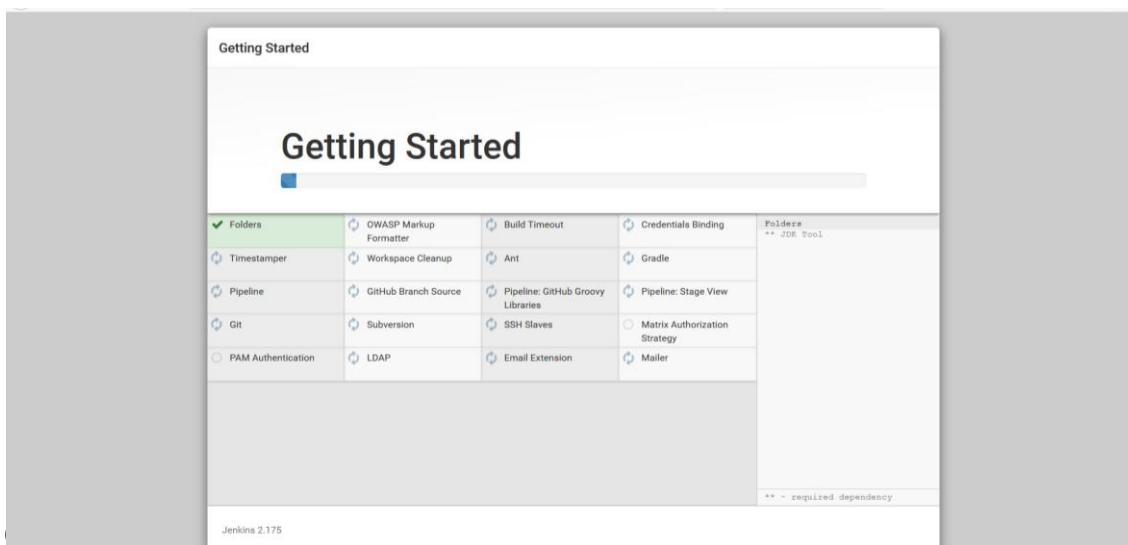 Getting Started
Getting Started
Folders
OWASP Markup
Formatter
Build Timeout
Credentials Binding
Folders
** JDK Tool
Timestamper
Workspace Cleanup
Ant
Gradle
Pipeline
GitHub Branch Source
Pipeline: GitHub Groovy
Libraries
Pipeline: Stage View
Git
Subversion
SSH Slaves
Matrix Authorization
Strategy
PAM Authentication
LDAP
Email Extension
Mailer
** - required dependency
Jenkins 2.175